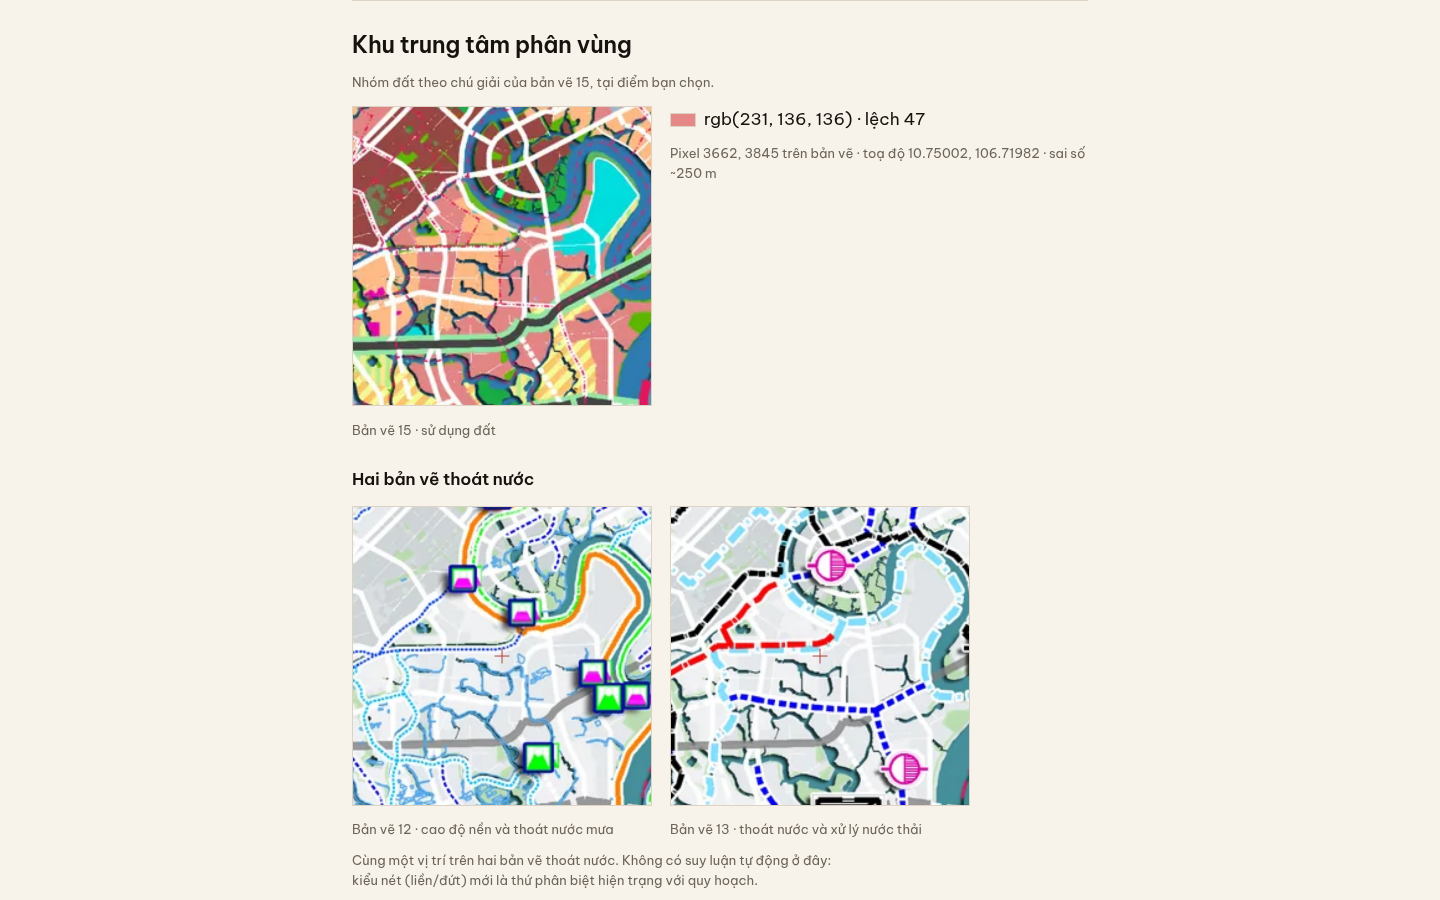 Khu trung tâm phân vùng
Nhóm đất theo chú giải của bản vẽ 15, tại điểm bạn chọn.
rgb(231, 136, 136) · lệch 47
Pixel 3662, 3845 trên bản vẽ · toạ độ 10.75002, 106.71982 · sai số
~250 m
Bản vẽ 15 · sử dụng đất
Hai bản vẽ thoát nước
Bản vẽ 12 · cao độ nền và thoát nước mưa
Bản vẽ 13 · thoát nước và xử lý nước thải
Cùng một vị trí trên hai bản vẽ thoát nước. Không có suy luận tự động ở đây:
kiểu nét (liền/đứt) mới là thứ phân biệt hiện trạng với quy hoạch.